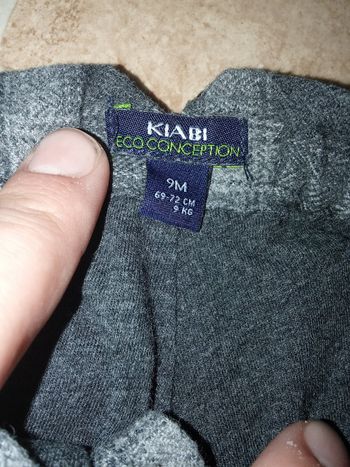 KIABI
ECO CONCEPTION
9M
69-72 CM
9 KG